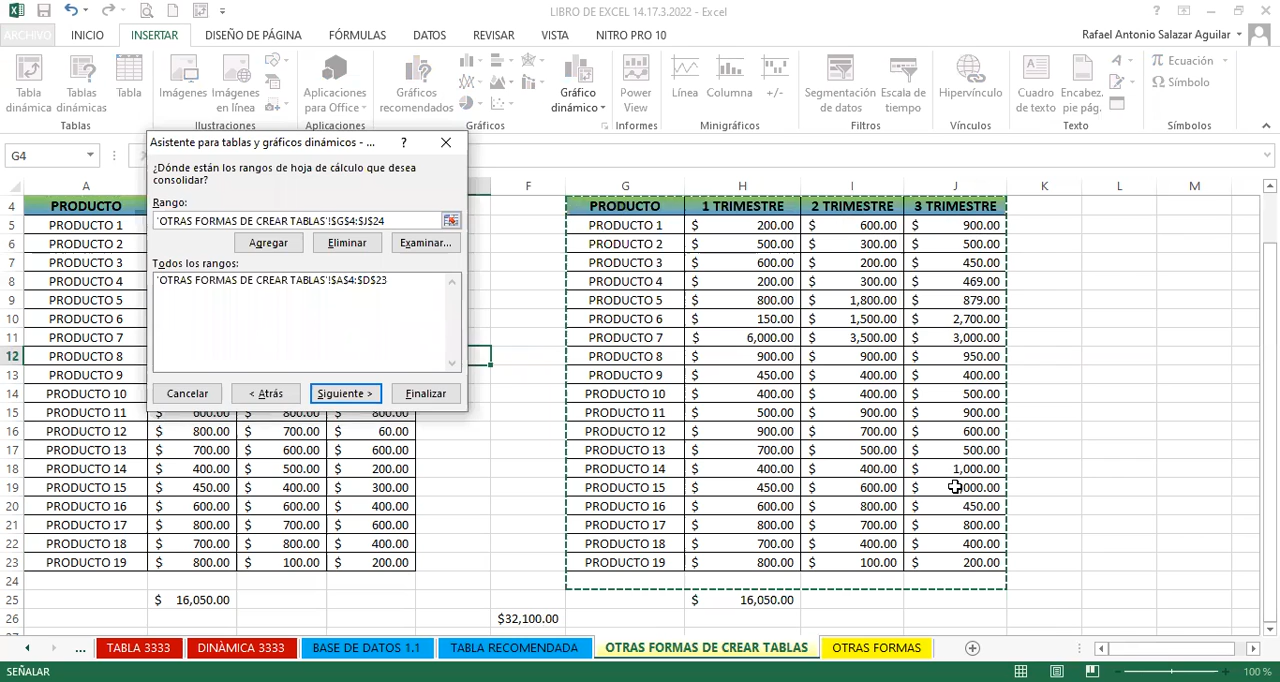 LIBRO DE EXCEL 14.17.3.2022 - Excel
ARCHIVO INICIO INSERTAR DISEÑO DE PÁGINA FÓRMULAS DATOS REVISAR VISTA NITRO PRO 10 Rafael Antonio Salazar Aguilar
Tabla dinámica
Tablas dinámicas
Tabla
Imágenes
Imágenes en línea
Aplicaciones para Office
Gráficos recomendados
Gráfico dinámico
Power View
Línea
Columna
+/-
Segmentación de datos
Escala de tiempo
Hipervínculo
Cuadro de texto
Encabez. pie pág.
Ecuación
Símbolo
Tablas Ilustraciones Aplicaciones Gráficos Informes Minigráficos Filtros Vínculos Texto Símbolos
G4
Asistente para tablas y gráficos dinámicos - ... ?
¿Dónde están los rangos de hoja de cálculo que desea
consolidar?
Rango:
'OTRAS FORMAS DE CREAR TABLAS'!$G$4:$J$24
Agregar Eliminar Examinar...
Todos los rangos:
'OTRAS FORMAS DE CREAR TABLAS'!$A$4:$D$23
Cancelar < Atrás Siguiente > Finalizar
A F G H I J K L M
4 PRODUCTO PRODUCTO 1 TRIMESTRE 2 TRIMESTRE 3 TRIMESTRE
5 PRODUCTO 1 PRODUCTO 1 $ 200.00 $ 600.00 $ 900.00
6 PRODUCTO 2 PRODUCTO 2 $ 500.00 $ 300.00 $ 500.00
7 PRODUCTO 3 PRODUCTO 3 $ 600.00 $ 200.00 $ 450.00
8 PRODUCTO 4 PRODUCTO 4 $ 200.00 $ 300.00 $ 469.00
9 PRODUCTO 5 PRODUCTO 5 $ 800.00 $ 1,800.00 $ 879.00
10 PRODUCTO 6 PRODUCTO 6 $ 150.00 $ 1,500.00 $ 2,700.00
11 PRODUCTO 7 PRODUCTO 7 $ 6,000.00 $ 3,500.00 $ 3,000.00
12 PRODUCTO 8 PRODUCTO 8 $ 900.00 $ 900.00 $ 950.00
13 PRODUCTO 9 PRODUCTO 9 $ 450.00 $ 400.00 $ 400.00
14 PRODUCTO 10 PRODUCTO 10 $ 400.00 $ 400.00 $ 500.00
15 PRODUCTO 11 $ 600.00 $ 800.00 $ 800.00 PRODUCTO 11 $ 500.00 $ 900.00 $ 900.00
16 PRODUCTO 12 $ 800.00 $ 700.00 $ 60.00 PRODUCTO 12 $ 900.00 $ 700.00 $ 600.00
17 PRODUCTO 13 $ 700.00 $ 600.00 $ 600.00 PRODUCTO 13 $ 700.00 $ 500.00 $ 500.00
18 PRODUCTO 14 $ 400.00 $ 500.00 $ 200.00 PRODUCTO 14 $ 400.00 $ 400.00 $ 1,000.00
19 PRODUCTO 15 $ 450.00 $ 400.00 $ 300.00 PRODUCTO 15 $ 450.00 $ 600.00 $ 000.00
20 PRODUCTO 16 $ 600.00 $ 600.00 $ 400.00 PRODUCTO 16 $ 600.00 $ 800.00 $ 450.00
21 PRODUCTO 17 $ 800.00 $ 700.00 $ 600.00 PRODUCTO 17 $ 800.00 $ 700.00 $ 800.00
22 PRODUCTO 18 $ 700.00 $ 800.00 $ 400.00 PRODUCTO 18 $ 700.00 $ 400.00 $ 400.00
23 PRODUCTO 19 $ 800.00 $ 100.00 $ 200.00 PRODUCTO 19 $ 800.00 $ 100.00 $ 200.00
24
25 $ 16,050.00 $ 16,050.00
26 $32,100.00
... TABLA 3333 DINÀMICA 3333 BASE DE DATOS 1.1 TABLA RECOMENDADA OTRAS FORMAS DE CREAR TABLAS OTRAS FORMAS
SEÑALAR 100 %